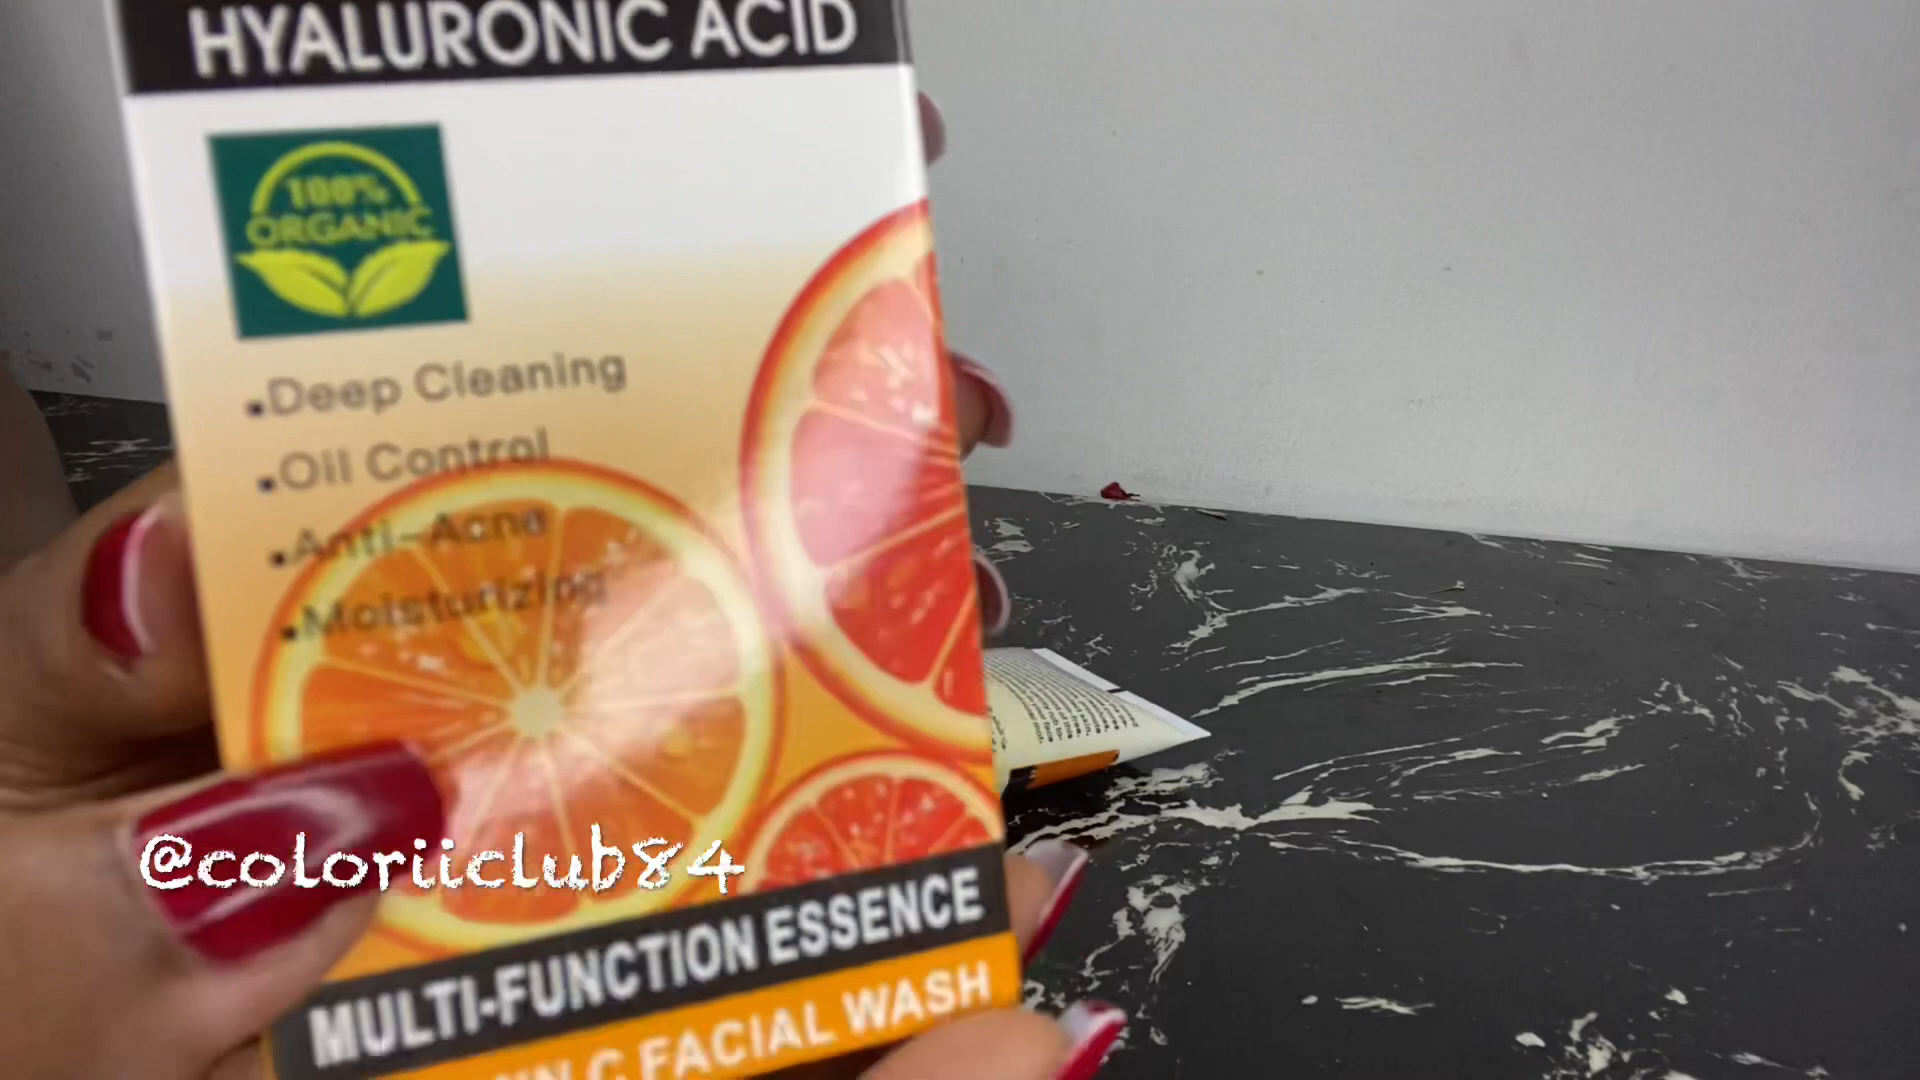 HYALURONIC ACID
100%
ORGANIC
▪Deep Cleaning
▪Oil Control
▪Anti-Acne
▪Moisturizing
@coloriiclub84
MULTI-FUNCTION ESSENCE
C FACIAL WASH